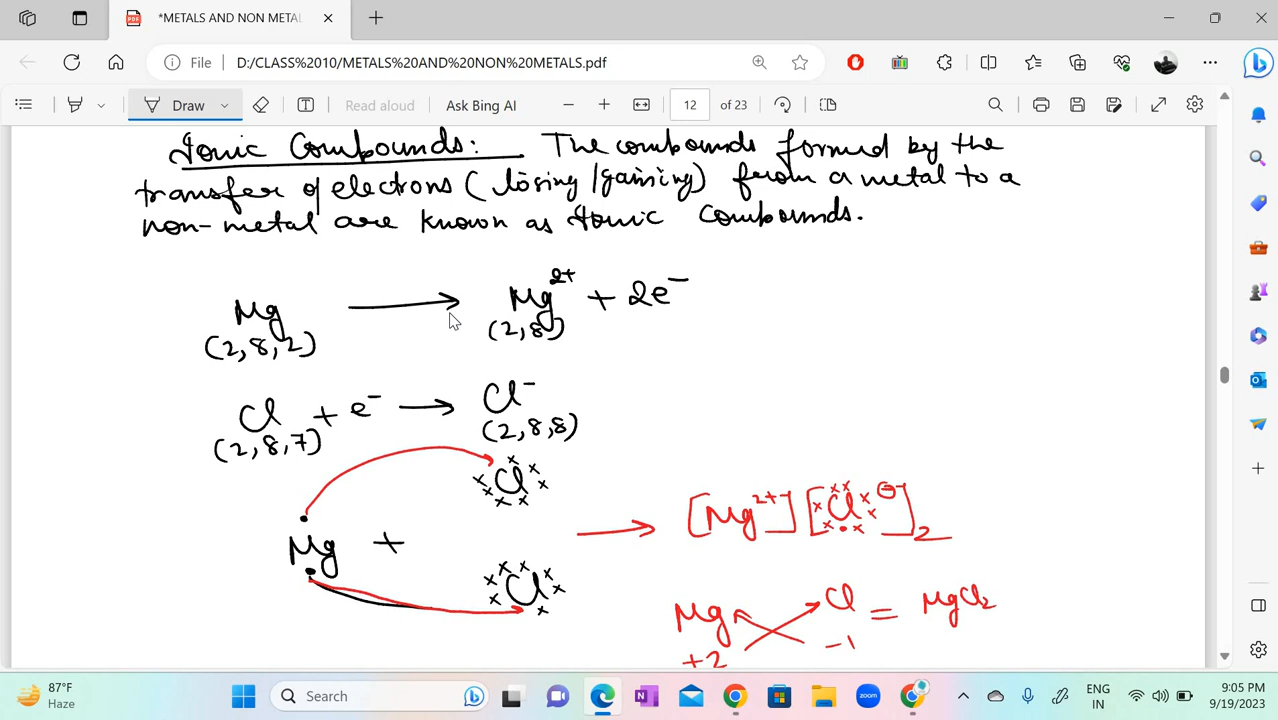 *METALS AND NON METAL
File
D:/CLASS%2010/METALS%20AND%20NON%20METALS.pdf
Draw
Read aloud
Ask Bing AI
12 of 23
Ionic Compounds: The compounds formed by the
transfer of electrons (losing/gaining) from a metal to a
non-metal are known as Ionic Compounds.
Mg → Mg²⁺ + 2e⁻
(2,8,2) (2,8)
Cl + e⁻ → Cl⁻
(2,8,7) (2,8,8)
Cl
Mg + → [Mg²⁺][Cl⁻]₂
Cl
Mg Cl = MgCl₂
+2 -1
87°F
Haze
Search
zoom
ENG
IN
9:05 PM
9/19/2023